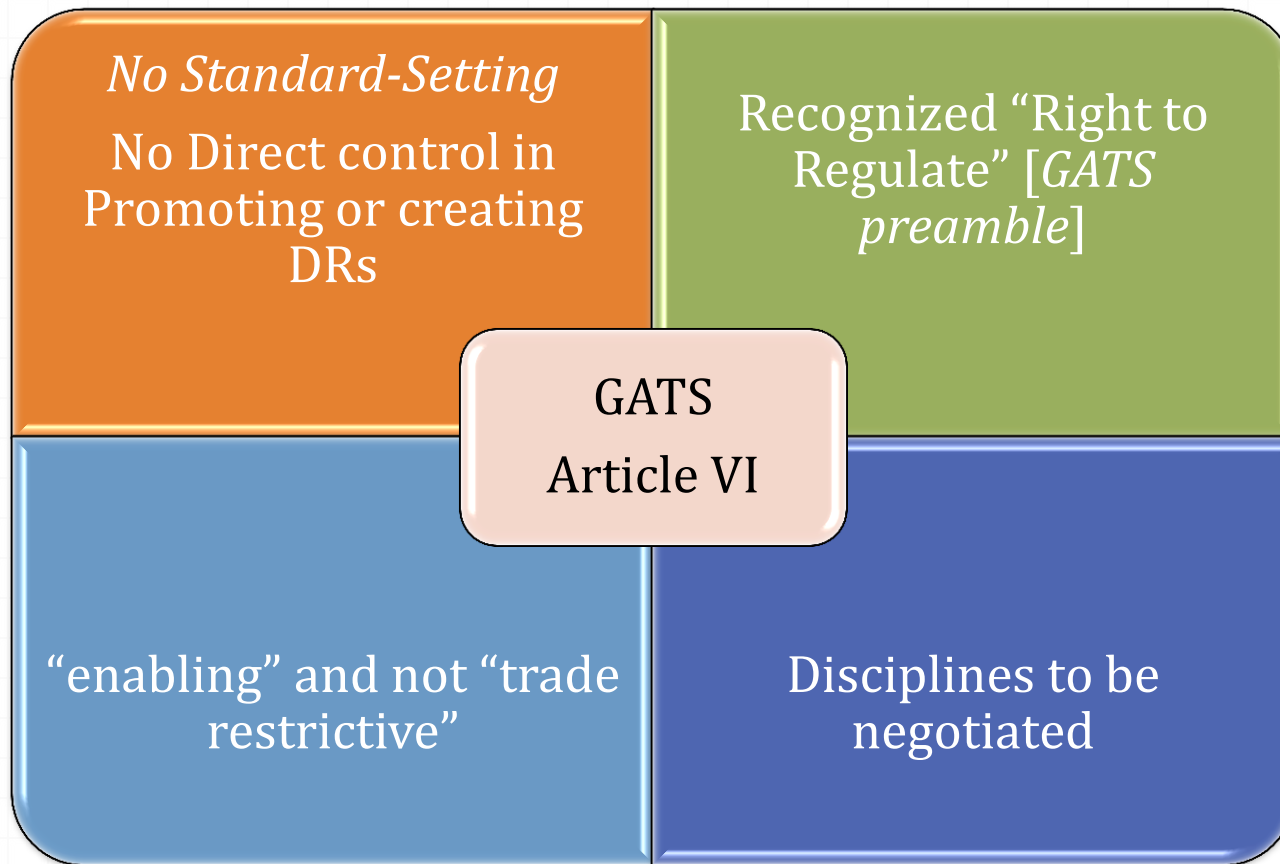 No Standard-Setting
No Direct control in
Promoting or creating
DRs
Recognized “Right to
Regulate” [GATS
preamble]
GATS
Article VI
“enabling” and not “trade
restrictive”
Disciplines to be
negotiated